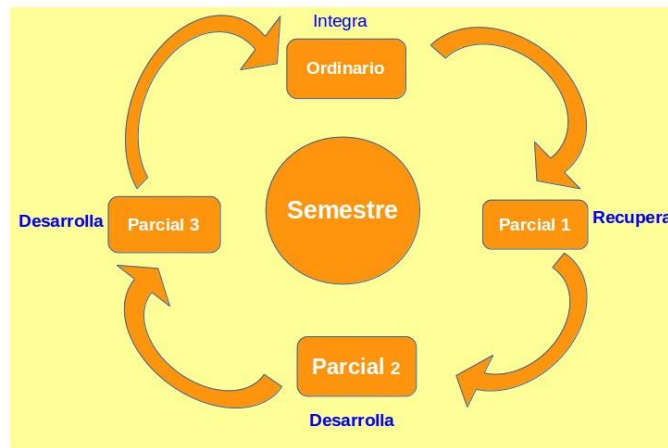 Integra
Ordinario
Semestre
Desarrolla
Parcial 3
Parcial 1
Recupera
Parcial 2
Desarrolla